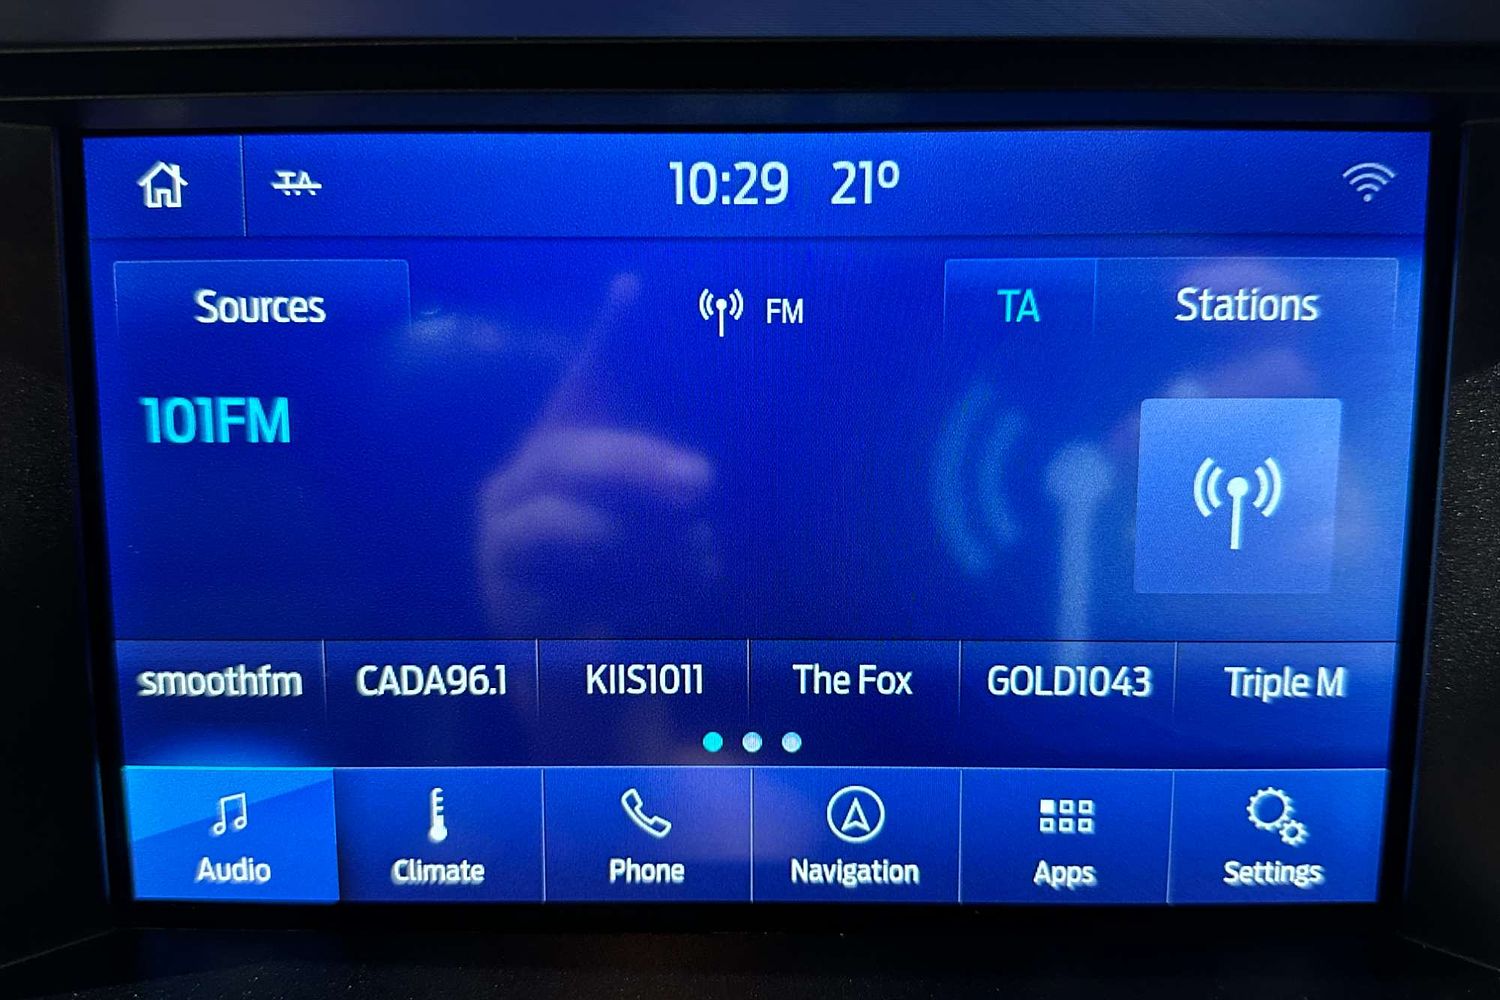 TA
10:29 21º
Sources
FM
TA
Stations
101FM
smoothfm
CADA96.1
KIIS1011
The Fox
GOLD1043
Triple M
Audio
Climate
Phone
Navigation
Apps
Settings